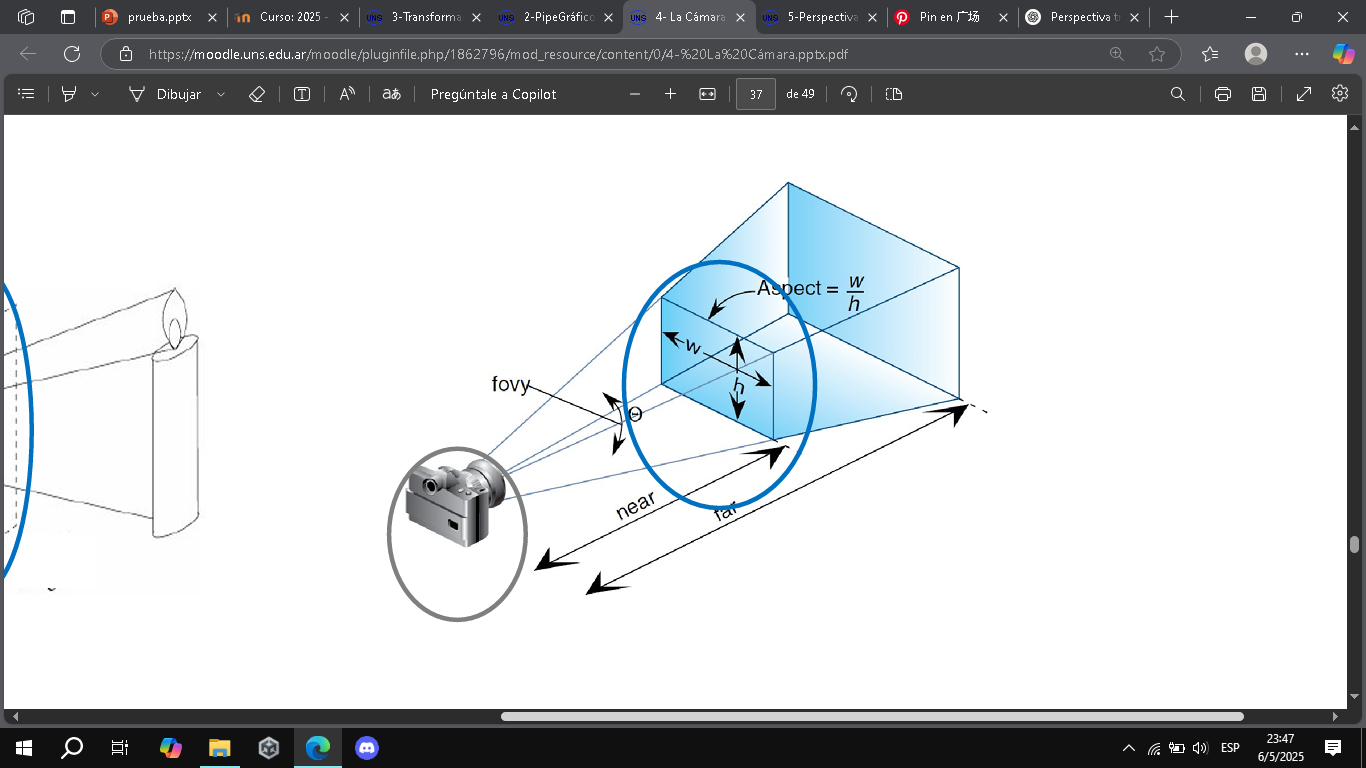 prueba.pptx
Curso: 2025 -
3-Transforma
2-PipeGráfico
4- La Cámara
5-Perspectiva
Pin en 广场
Perspectiva t
https://moodle.uns.edu.ar/moodle/pluginfile.php/1862796/mod_resource/content/0/4-%20La%20Cámara.pptx.pdf
Dibujar
Pregúntale a Copilot
37
de 49
Aspect = w/h
w
h
fovy
Θ
near
far
ESP
23:47
6/5/2025